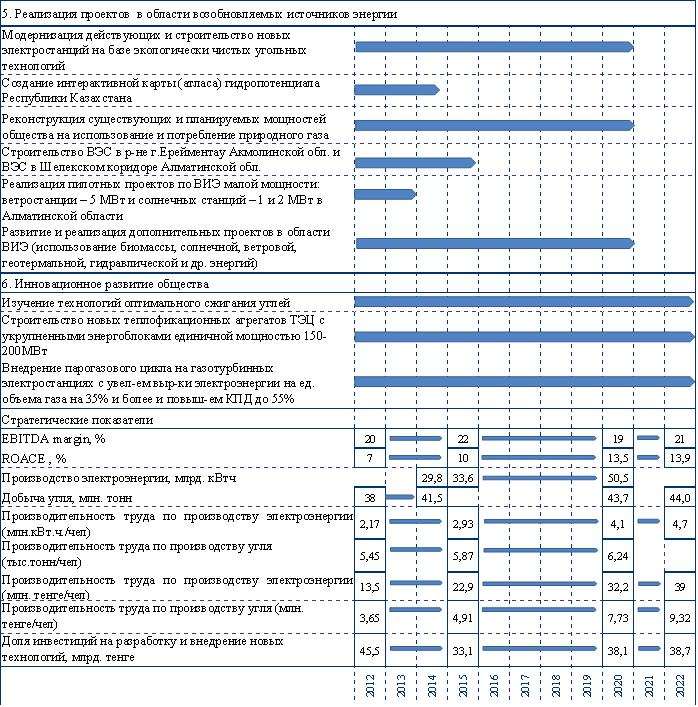 5. Реализация проектов в области возобновляемых источников энергии
Модернизация действующих и строительство новых
электростанций на базе экологически чистых угольных
технологий
Создание интерактивной карты (атласа) гидропотенциала
Республики Казахстана
Реконструкция существующих и планируемых мощностей
общества на использование и потребление природного газа
Строительство ВЭС в р-не г.Ерейментау Акмолинской обл. и
ВЭС в Шелекском коридоре Алматинской обл.
Реализация пилотных проектов по ВИЭ малой мощности:
ветростанции – 5 МВт и солнечных станций – 1 и 2 МВт в
Алматинской области
Развитие и реализация дополнительных проектов в области
ВИЭ (использование биомассы, солнечной, ветровой,
геотермальной, гидравлической и др. энергий)
6. Инновационное развитие общества
Изучение технологий оптимального сжигания углей
Строительство новых теплофикационных агрегатов ТЭЦ с
укрупненными энергоблоками единичной мощностью 150-
200МВт
Внедрение парогазового цикла на газотурбинных
электростанциях с увел-ем выр-ки электроэнергии на ед.
объема газа на 35% и более и повыш-ем КПД до 55%
Стратегические показатели
EBITDA margin, % 20 22 19 21
ROACE , % 7 10 13,5 13,9
Производство электроэнергии, млрд. кВтч 29,8 33,6 50,5
Добыча угля, млн. тонн 38 41,5 43,7 44,0
Производительность труда по производству электроэнергии
(млн.кВт.ч./чел) 2,17 2,93 4,1 4,7
Производительность труда по производству угля
(тыс.тонн/чел) 5,45 5,87 6,24
Производительность труда по производству электроэнергии
(млн. тенге/чел) 13,5 22,9 32,2 39
Производительность труда по производству угля (млн.
тенге/чел) 3,65 4,91 7,73 9,32
Доля инвестиций на разработку и внедрение новых
технологий, млрд. тенге 45,5 33,1 38,1 38,7
2012 2013 2014 2015 2016 2017 2018 2019 2020 2021 2022